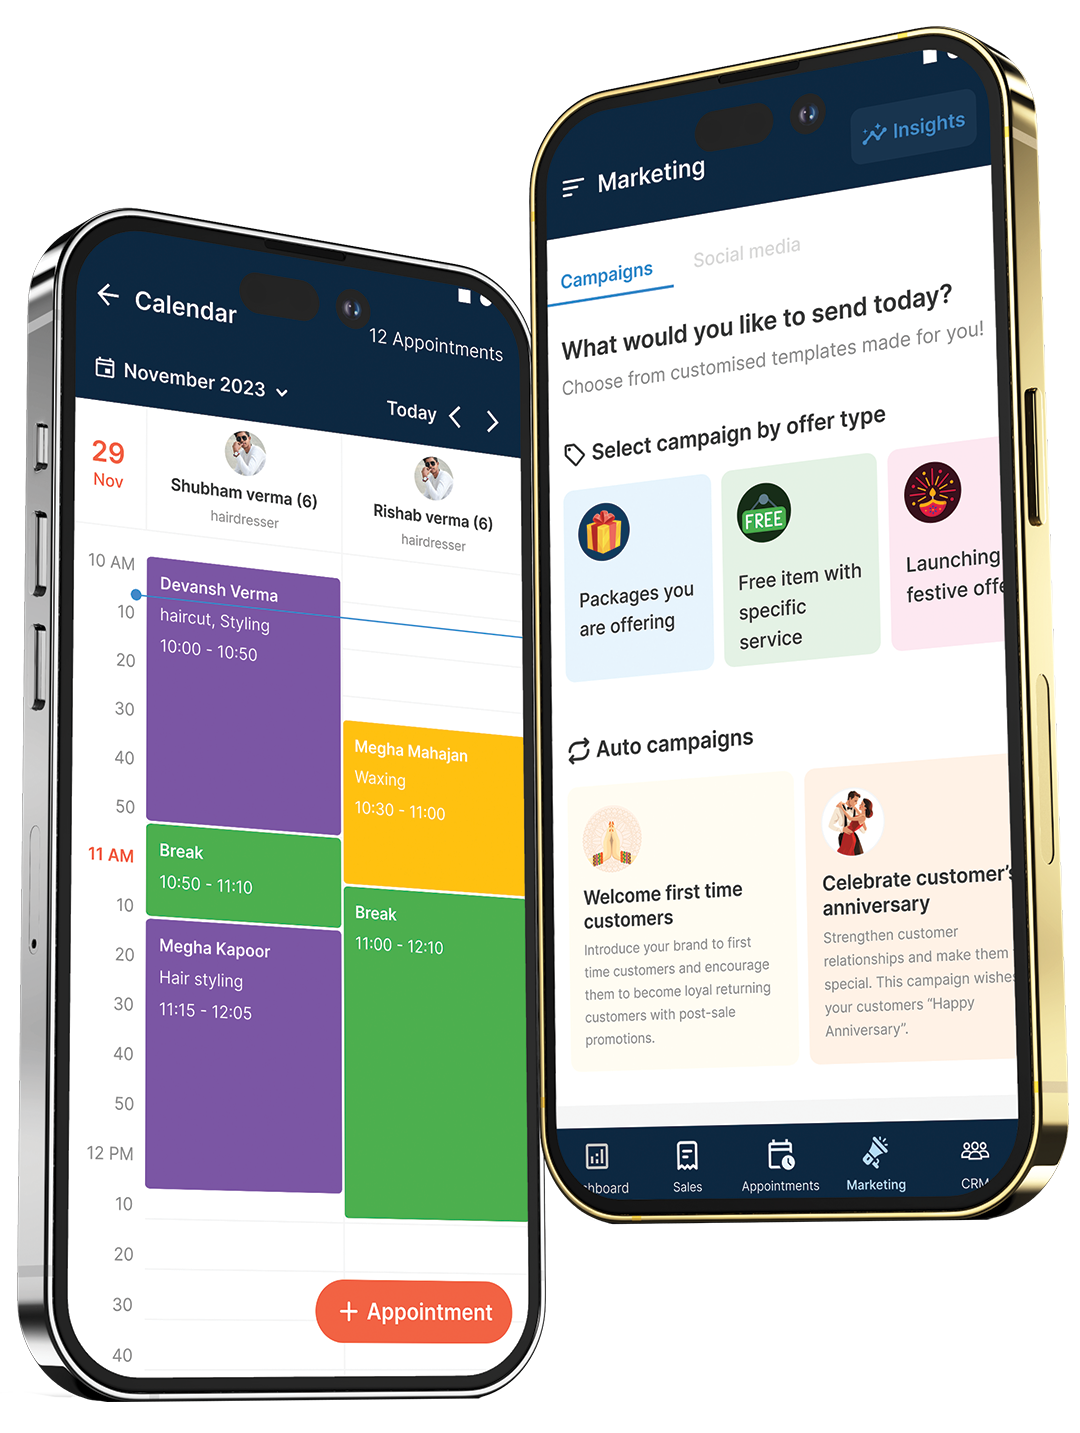 Calendar
12 Appointments
November 2023
Today
29
Nov
Shubham verma (6)
hairdresser
Rishab verma (6)
hairdresser
10 AM
10
20
30
40
50
11 AM
10
20
30
40
50
12 PM
10
20
30
40
Devansh Verma
haircut, Styling
10:00 - 10:50
Break
10:50 - 11:10
Megha Kapoor
Hair styling
11:15 - 12:05
Megha Mahajan
Waxing
10:30 - 11:00
Break
11:00 - 12:10
+ Appointment
Marketing
Insights
Campaigns
Social media
What would you like to send today?
Choose from customised templates made for you!
Select campaign by offer type
Packages you
are offering
FREE
Free item with
specific
service
Launching
festive offe
Auto campaigns
Welcome first time
customers
Introduce your brand to first
time customers and encourage
them to become loyal returning
customers with post-sale
promotions.
Celebrate customer's
anniversary
Strengthen customer
relationships and make them
special. This campaign wishes
your customers “Happy
Anniversary”.
hboard
Sales
Appointments
Marketing
CRM